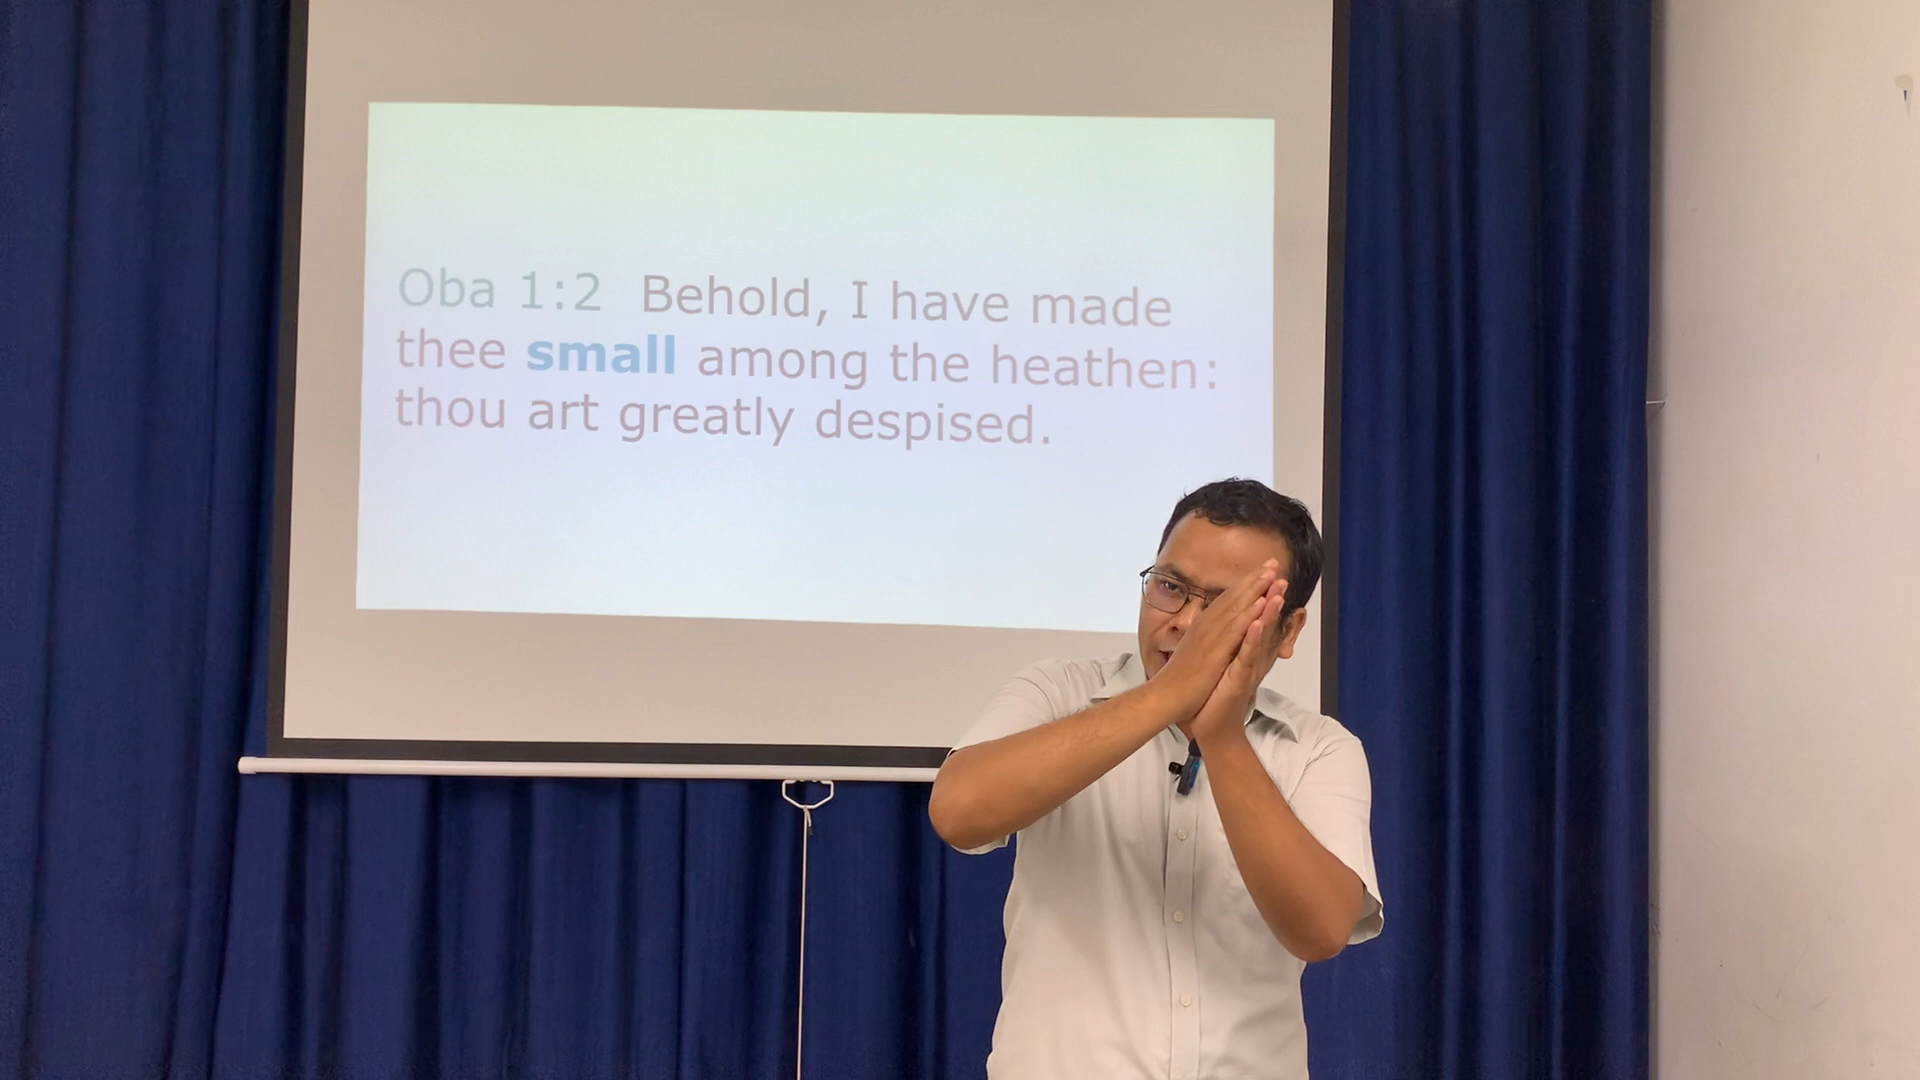 Oba 1:2 Behold, I have made
thee small among the heathen:
thou art greatly despised.